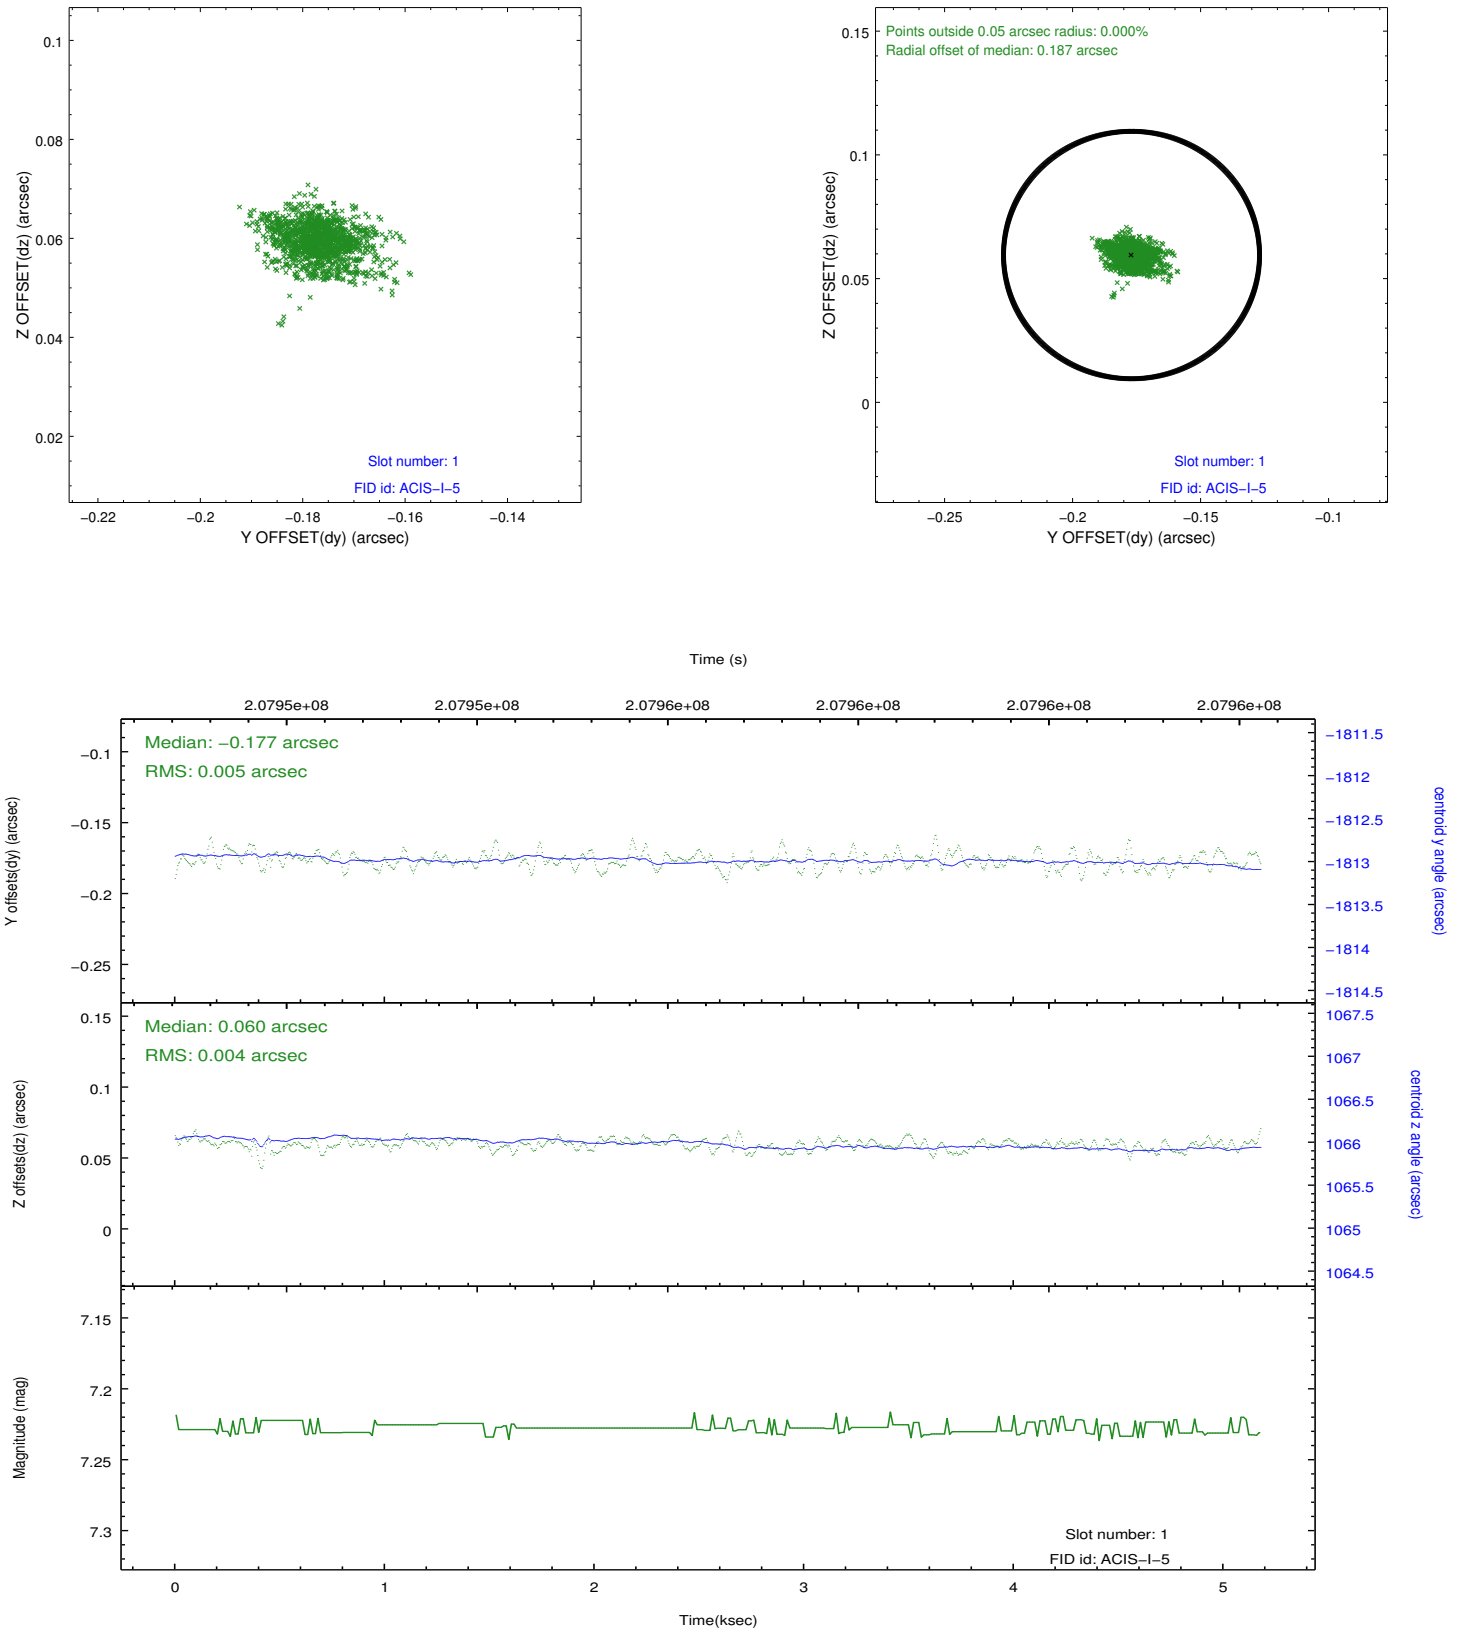 0.1
0.08
0.06
0.04
0.02
Z OFFSET(dz) (arcsec)
Slot number: 1
FID id: ACIS−I−5
−0.22 −0.2 −0.18 −0.16 −0.14
Y OFFSET(dy) (arcsec)
Points outside 0.05 arcsec radius: 0.000%
Radial offset of median: 0.187 arcsec
0.15
0.1
0.05
0
Z OFFSET(dz) (arcsec)
Slot number: 1
FID id: ACIS−I−5
−0.25 −0.2 −0.15 −0.1
Y OFFSET(dy) (arcsec)
Time (s)
2.0795e+08 2.0795e+08 2.0796e+08 2.0796e+08 2.0796e+08 2.0796e+08
Median: −0.177 arcsec
RMS: 0.005 arcsec
−0.1
−0.15
−0.2
−0.25
Y offsets(dy) (arcsec)
−1811.5
−1812
−1812.5
−1813
−1813.5
−1814
−1814.5
centroid y angle (arcsec)
Median: 0.060 arcsec
RMS: 0.004 arcsec
0.15
0.1
0.05
0
Z offsets(dz) (arcsec)
1067.5
1067
1066.5
1066
1065.5
1065
1064.5
centroid z angle (arcsec)
7.15
7.2
7.25
7.3
Magnitude (mag)
Slot number: 1
FID id: ACIS−I−5
0 1 2 3 4 5
Time(ksec)